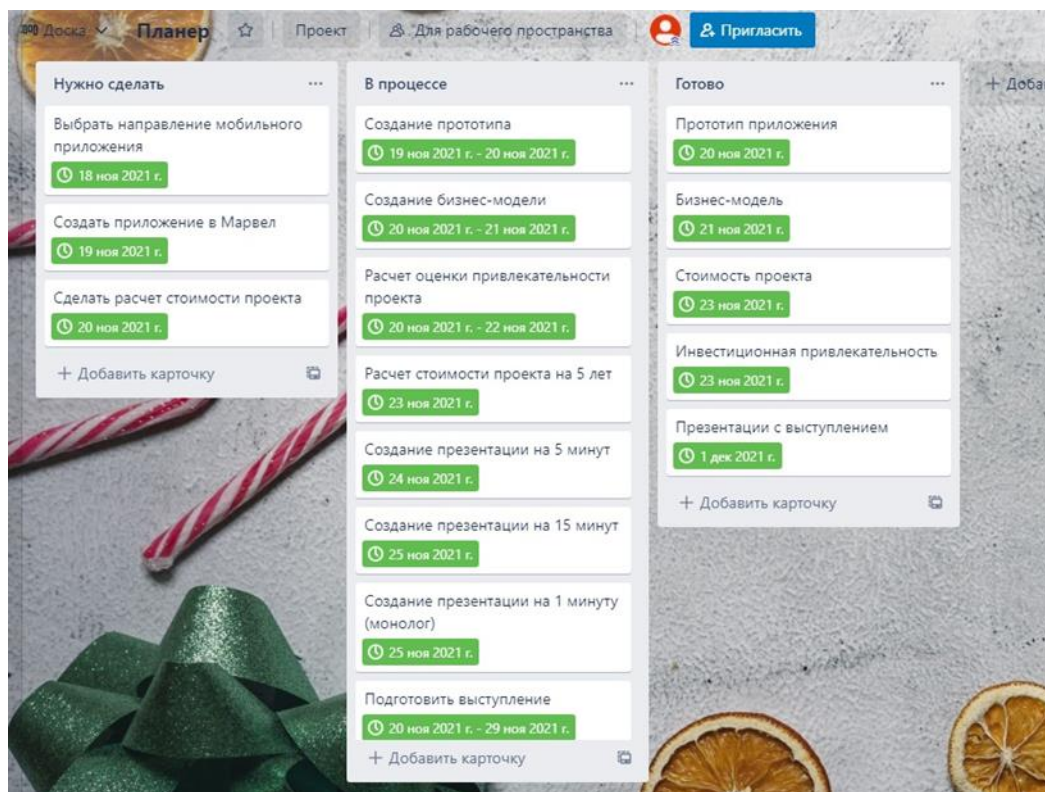 Доска
Планер
Проект
Для рабочего пространства
Пригласить
Нужно сделать
Выбрать направление мобильного
приложения
18 ноя 2021 г.
Создать приложение в Марвел
19 ноя 2021 г.
Сделать расчет стоимости проекта
20 ноя 2021 г.
+ Добавить карточку
В процессе
Создание прототипа
19 ноя 2021 г. - 20 ноя 2021 г.
Создание бизнес-модели
20 ноя 2021 г. - 21 ноя 2021 г.
Расчет оценки привлекательности
проекта
20 ноя 2021 г. - 22 ноя 2021 г.
Расчет стоимости проекта на 5 лет
23 ноя 2021 г.
Создание презентации на 5 минут
24 ноя 2021 г.
Создание презентации на 15 минут
25 ноя 2021 г.
Создание презентации на 1 минуту
(монолог)
25 ноя 2021 г.
Подготовить выступление
20 ноя 2021 г. - 29 ноя 2021 г.
+ Добавить карточку
Готово
Прототип приложения
20 ноя 2021 г.
Бизнес-модель
21 ноя 2021 г.
Стоимость проекта
23 ноя 2021 г.
Инвестиционная привлекательность
23 ноя 2021 г.
Презентации с выступлением
1 дек 2021 г.
+ Добавить карточку
+ Доба